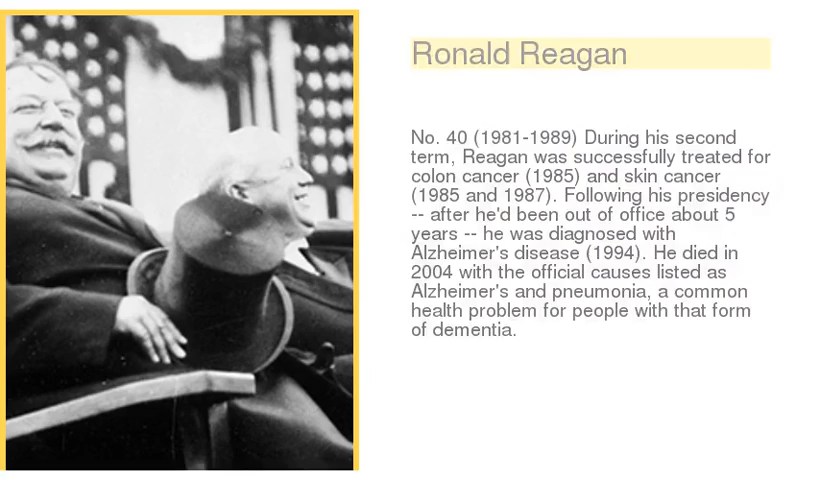 Ronald Reagan
No. 40 (1981-1989) During his second
term, Reagan was successfully treated for
colon cancer (1985) and skin cancer
(1985 and 1987). Following his presidency
-- after he'd been out of office about 5
years -- he was diagnosed with
Alzheimer's disease (1994). He died in
2004 with the official causes listed as
Alzheimer's and pneumonia, a common
health problem for people with that form
of dementia.